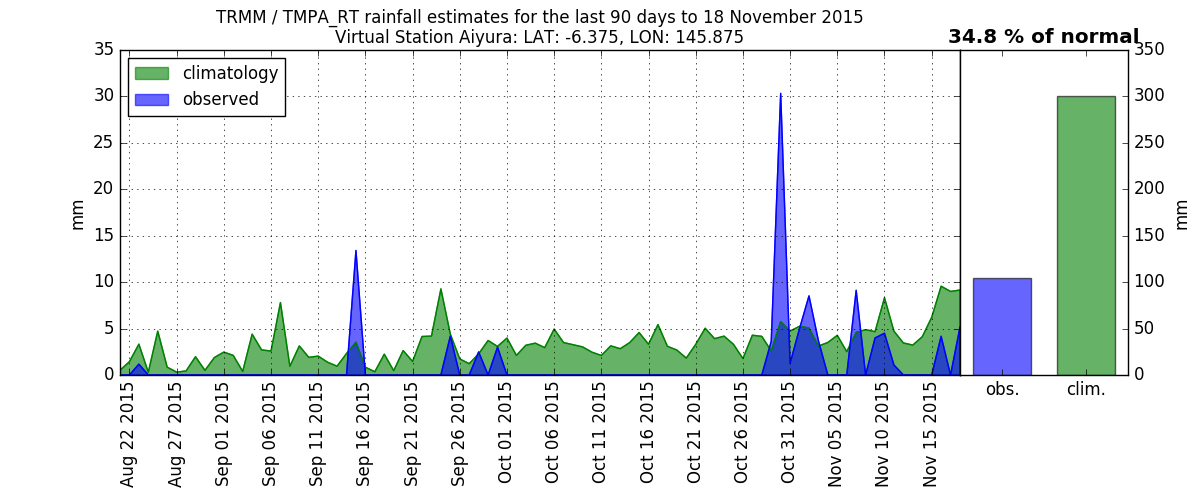 TRMM / TMPA_RT rainfall estimates for the last 90 days to 18 November 2015
Virtual Station Aiyura: LAT: -6.375, LON: 145.875
34.8 % of normal
climatology
observed
mm
35
30
25
20
15
10
5
0
350
300
250
200
150
100
50
0
mm
Aug 22 2015
Aug 27 2015
Sep 01 2015
Sep 06 2015
Sep 11 2015
Sep 16 2015
Sep 21 2015
Sep 26 2015
Oct 01 2015
Oct 06 2015
Oct 11 2015
Oct 16 2015
Oct 21 2015
Oct 26 2015
Oct 31 2015
Nov 05 2015
Nov 10 2015
Nov 15 2015
obs.
clim.